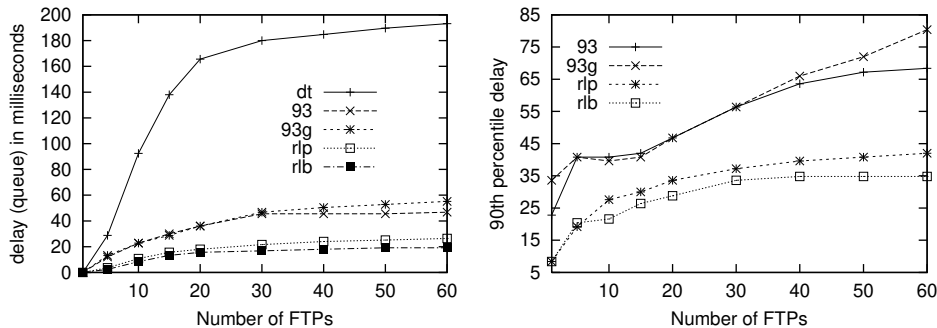 delay (queue) in milliseconds
200
180
160
140
120
100
80
60
40
20
0
dt
93
93g
rlp
rlb
0 10 20 30 40 50 60
Number of FTPs
90th percentile delay
85
75
65
55
45
35
25
15
5
93
93g
rlp
rlb
10 20 30 40 50 60
Number of FTPs